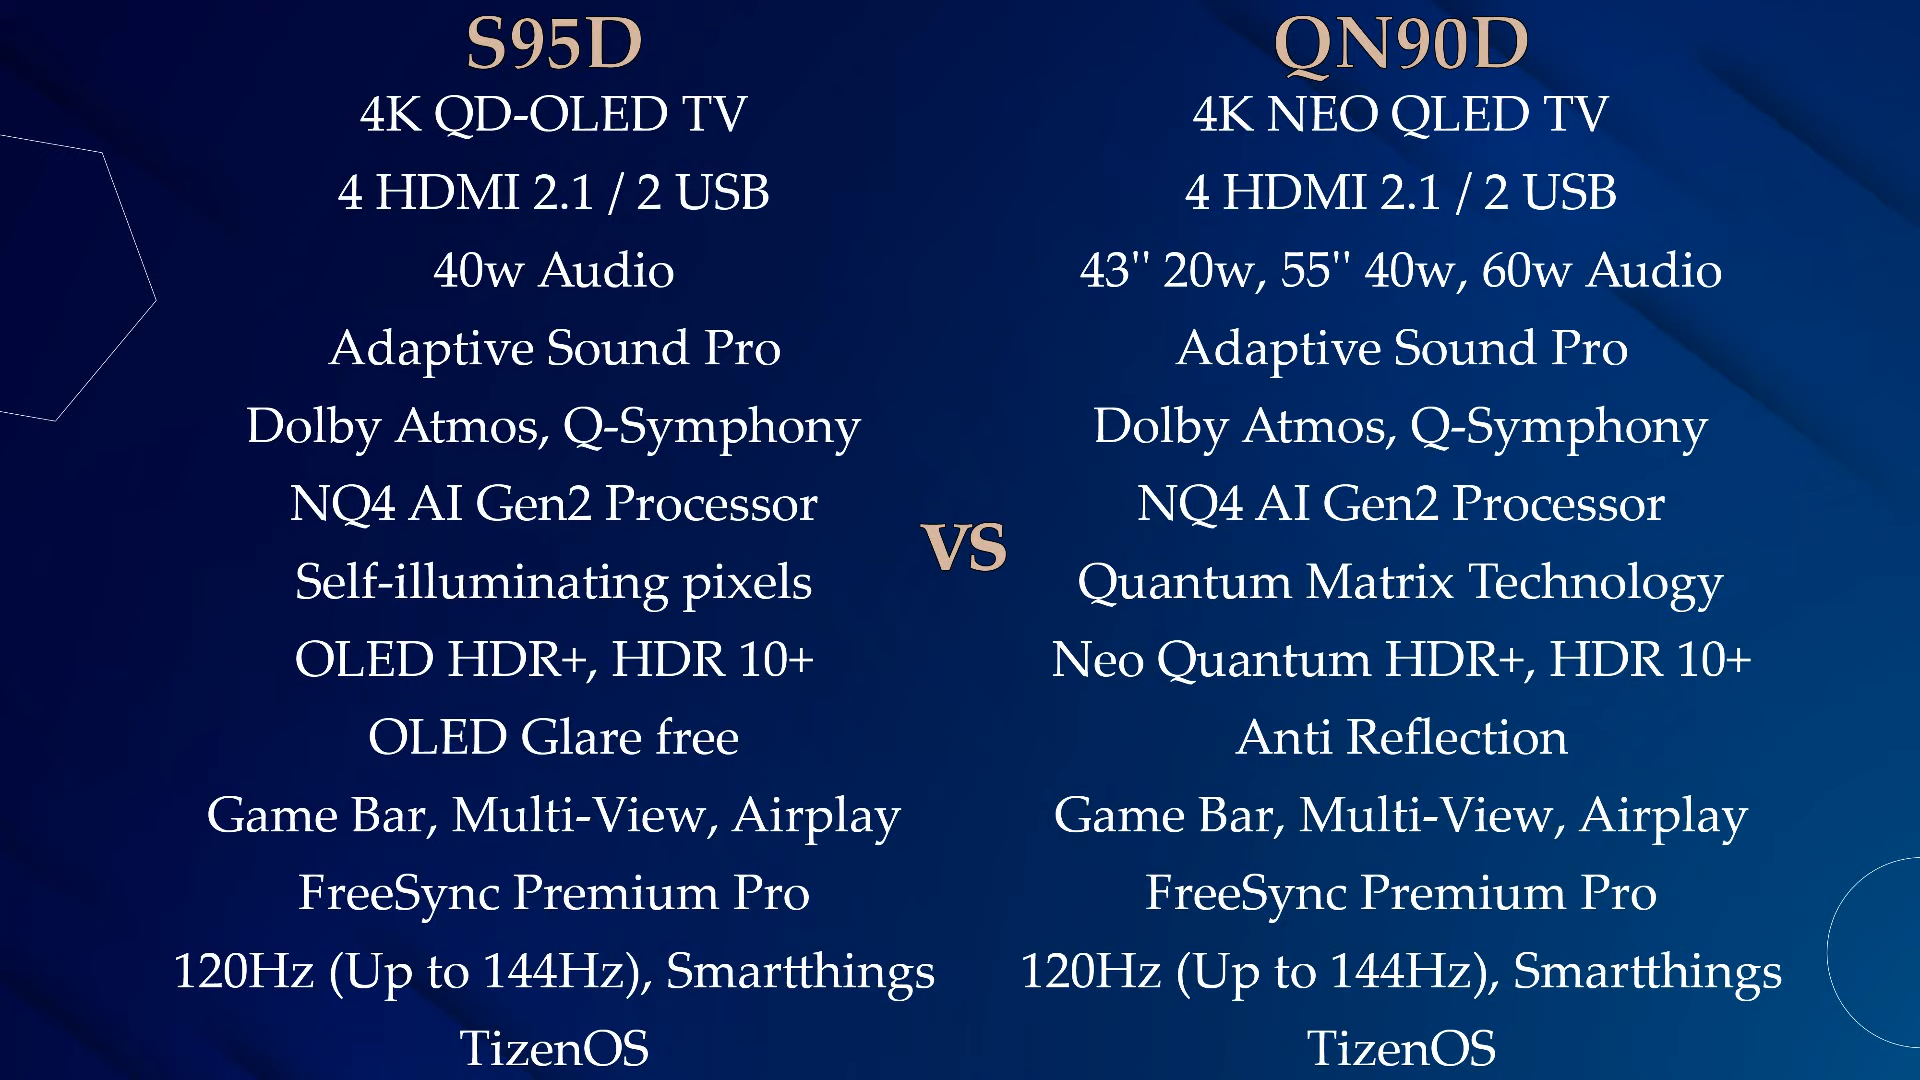 S95D
4K QD-OLED TV
4 HDMI 2.1 / 2 USB
40w Audio
Adaptive Sound Pro
Dolby Atmos, Q-Symphony
NQ4 AI Gen2 Processor
Self-illuminating pixels
OLED HDR+, HDR 10+
OLED Glare free
Game Bar, Multi-View, Airplay
FreeSync Premium Pro
120Hz (Up to 144Hz), Smartthings
TizenOS
vs
QN90D
4K NEO QLED TV
4 HDMI 2.1 / 2 USB
43" 20w, 55" 40w, 60w Audio
Adaptive Sound Pro
Dolby Atmos, Q-Symphony
NQ4 AI Gen2 Processor
Quantum Matrix Technology
Neo Quantum HDR+, HDR 10+
Anti Reflection
Game Bar, Multi-View, Airplay
FreeSync Premium Pro
120Hz (Up to 144Hz), Smartthings
TizenOS